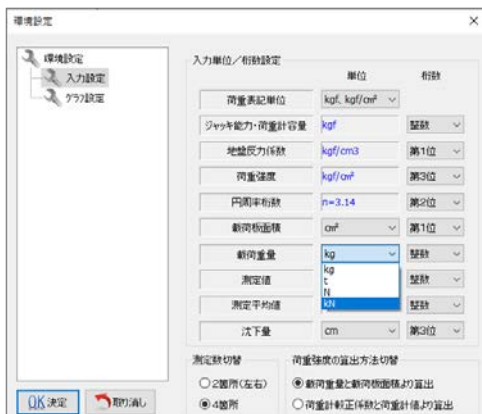 環境設定
環境設定
入力設定
グラフ設定
入力単位/桁数設定
単位 桁数
荷重表記単位 kgf, kgf/cm²
ジャッキ能力・荷重計容量 kgf 整数
地盤反力係数 kgf/cm3 第1位
荷重強度 kgf/cm² 第3位
円周率桁数 n=3.14 第2位
載荷板面積 cm² 第1位
載荷重量 kg 整数
kg
t
N
kN
測定値 整数
測定平均値 整数
沈下量 cm 第3位
測定数切替
2箇所(左右)
4箇所
荷重強度の算出方法切替
載荷重量と載荷板面積より算出
荷重計較正係数と荷重計値より算出
OK 決定 取り消し